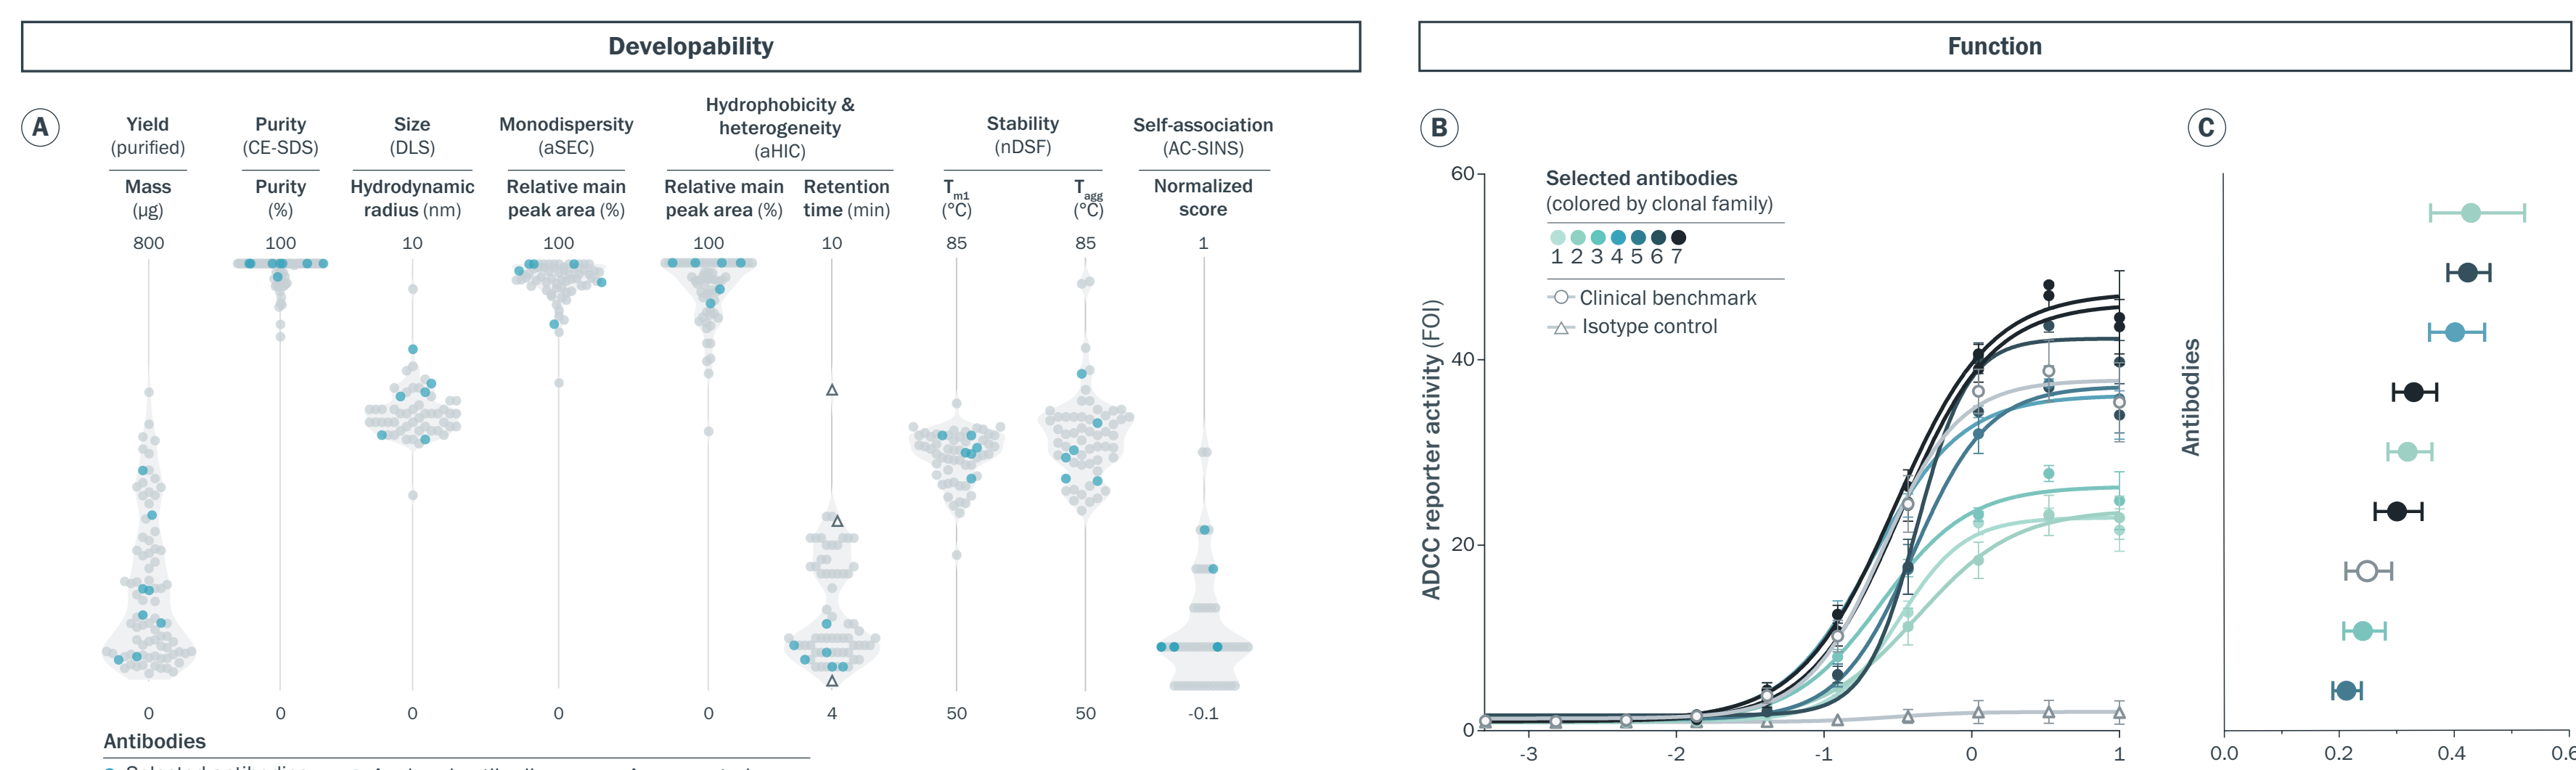 Developability
Function
A
Yield
(purified)
Mass
(µg)
800
0
Purity
(CE-SDS)
Purity
(%)
100
0
Size
(DLS)
Hydrodynamic
radius (nm)
10
0
Monodispersity
(aSEC)
Relative main
peak area (%)
100
0
Hydrophobicity &
heterogeneity
(aHIC)
Relative main
peak area (%)
100
0
Retention
time (min)
10
4
Stability
(nDSF)
Tm1
(°C)
85
50
Tagg
(°C)
85
50
Self-association
(AC-SINS)
Normalized
score
1
-0.1
Antibodies
B
ADCC reporter activity (FOI)
60
40
20
0
-3 -2 -1 0 1
Selected antibodies
(colored by clonal family)
1 2 3 4 5 6 7
Clinical benchmark
Isotype control
C
Antibodies
0.0 0.2 0.4